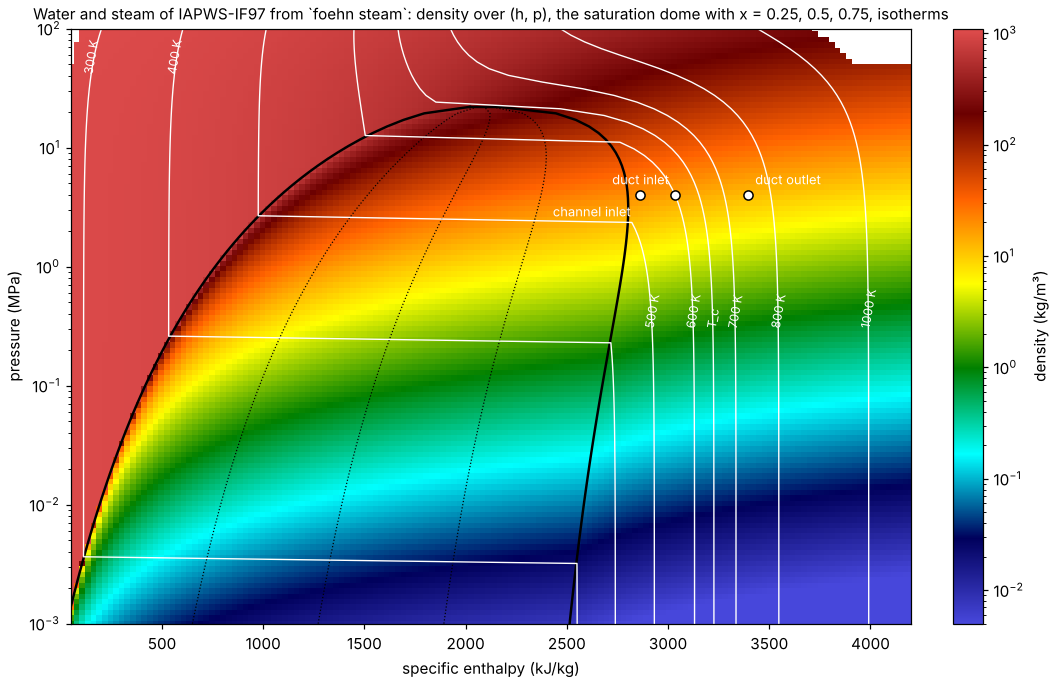 Water and steam of IAPWS-IF97 from `foehn steam`: density over (h, p), the saturation dome with x = 0.25, 0.5, 0.75, isotherms
10²
10¹
10⁰
10⁻¹
10⁻²
10⁻³
pressure (MPa)
300 K
400 K
duct inlet
duct outlet
channel inlet
500 K
600 K
T_c
700 K
800 K
1000 K
500
1000
1500
2000
2500
3000
3500
4000
specific enthalpy (kJ/kg)
10³
10²
10¹
10⁰
10⁻¹
10⁻²
density (kg/m³)